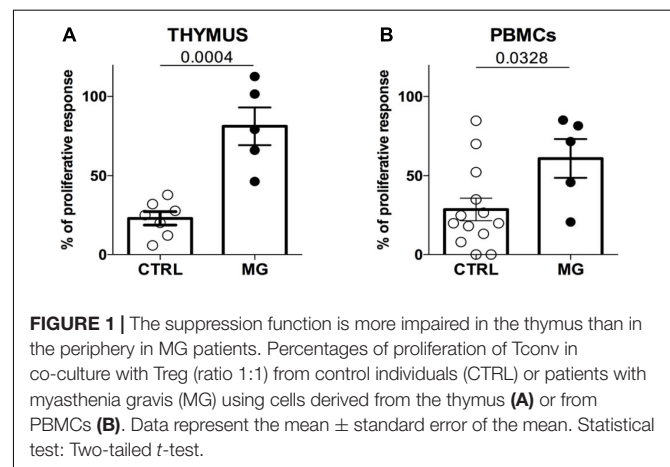 A
THYMUS
0.0004
% of proliferative response
100
50
0
CTRL
MG
B
PBMCs
0.0328
% of proliferative response
100
50
0
CTRL
MG
FIGURE 1 | The suppression function is more impaired in the thymus than in
the periphery in MG patients. Percentages of proliferation of Tconv in
co-culture with Treg (ratio 1:1) from control individuals (CTRL) or patients with
myasthenia gravis (MG) using cells derived from the thymus (A) or from
PBMCs (B). Data represent the mean ± standard error of the mean. Statistical
test: Two-tailed t-test.